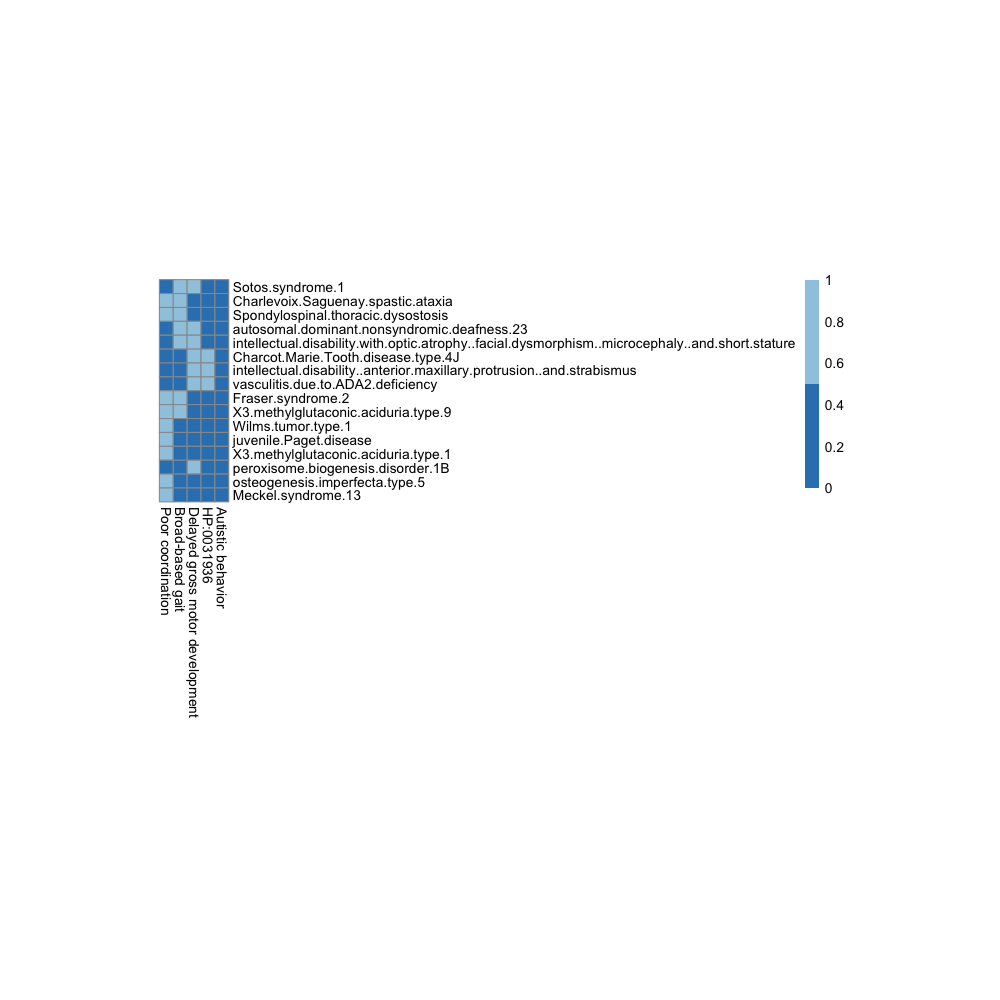 Sotos.syndrome.1
Charlevoix.Saguenay.spastic.ataxia
Spondylospinal.thoracic.dysostosis
autosomal.dominant.nonsyndromic.deafness.23
intellectual.disability.with.optic.atrophy..facial.dysmorphism..microcephaly..and.short.stature
Charcot.Marie.Tooth.disease.type.4J
intellectual.disability..anterior.maxillary.protrusion..and.strabismus
vasculitis.due.to.ADA2.deficiency
Fraser.syndrome.2
X3.methylglutaconic.aciduria.type.9
Wilms.tumor.type.1
juvenile.Paget.disease
X3.methylglutaconic.aciduria.type.1
peroxisome.biogenesis.disorder.1B
osteogenesis.imperfecta.type.5
Meckel.syndrome.13
Poor coordination
Broad-based gait
Delayed gross motor development
HP:0031936
Autistic behavior
1
0.8
0.6
0.4
0.2
0